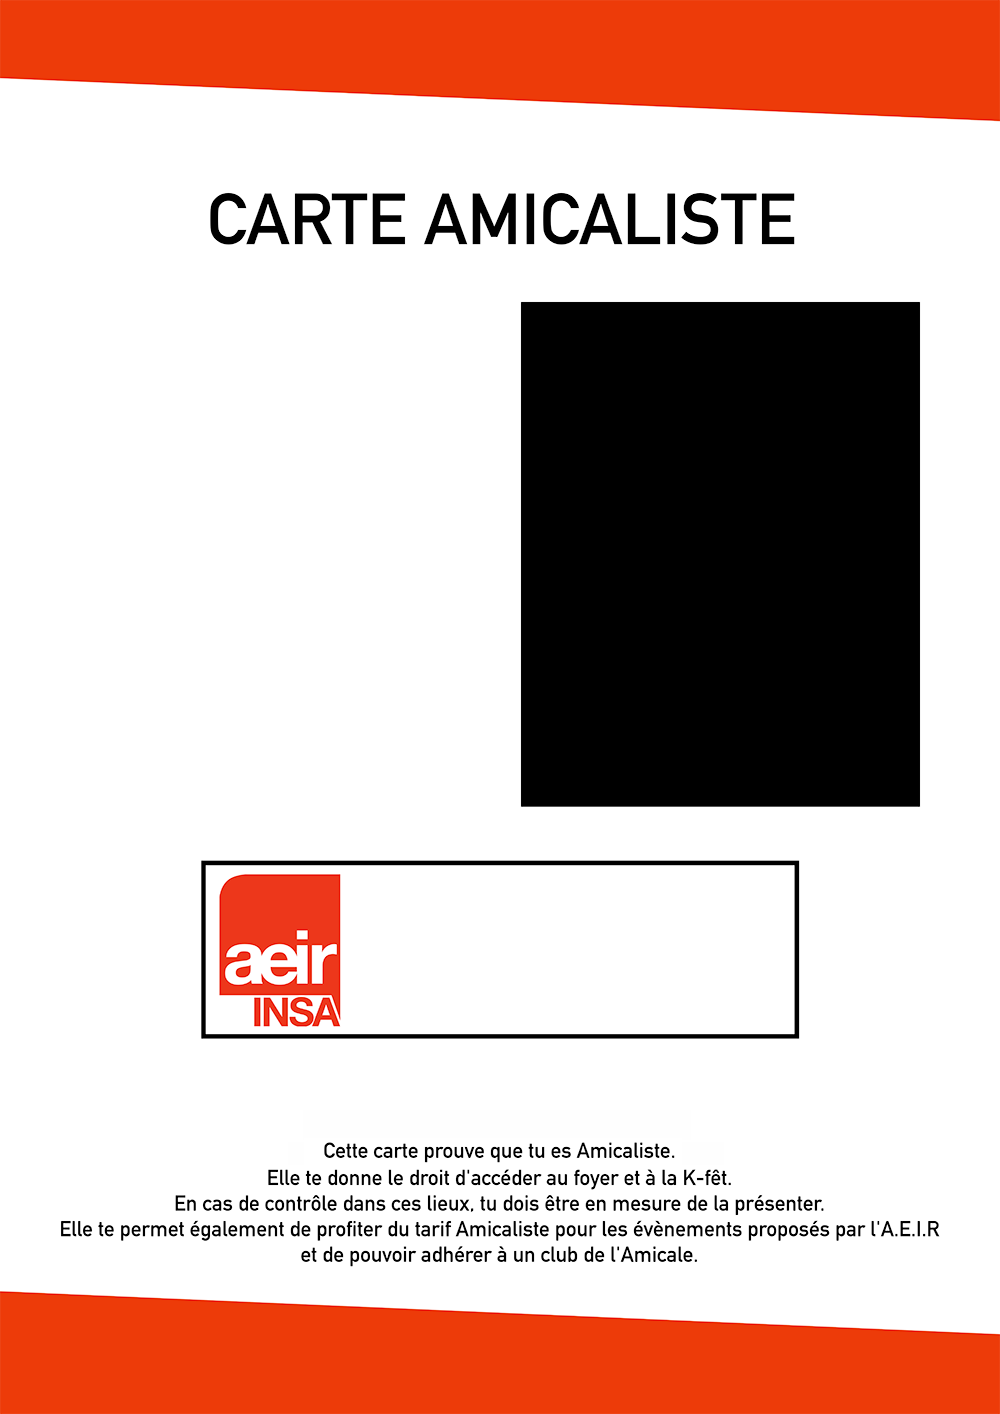 CARTE AMICALISTE
aeir
INSA
Cette carte prouve que tu es Amicaliste.
Elle te donne le droit d'accéder au foyer et à la K-fêt.
En cas de contrôle dans ces lieux, tu dois être en mesure de la présenter.
Elle te permet également de profiter du tarif Amicaliste pour les évènements proposés par l'A.E.I.R
et de pouvoir adhérer à un club de l'Amicale.